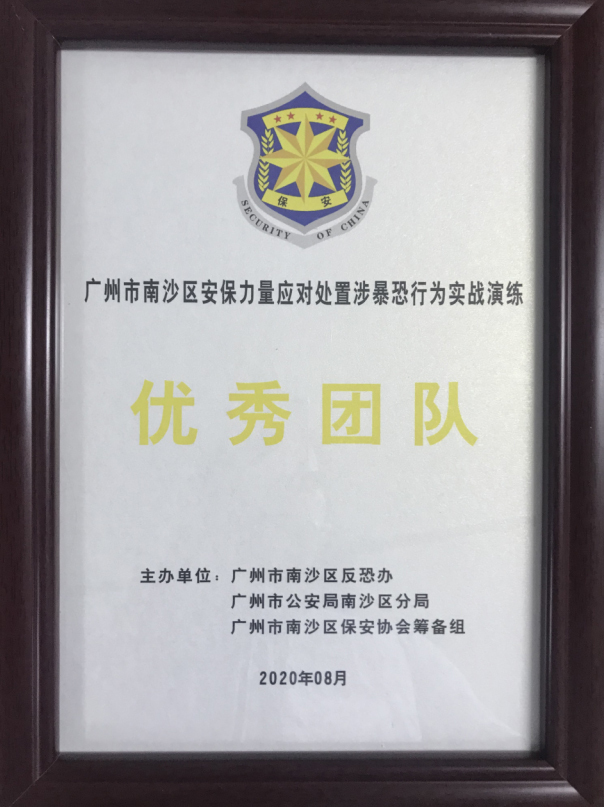 保 安
SECURITY OF CHINA
广州市南沙区安保力量应对处置涉暴恐行为实战演练
优秀团队
主办单位：广州市南沙区反恐办
广州市公安局南沙区分局
广州市南沙区保安协会筹备组
2020年08月